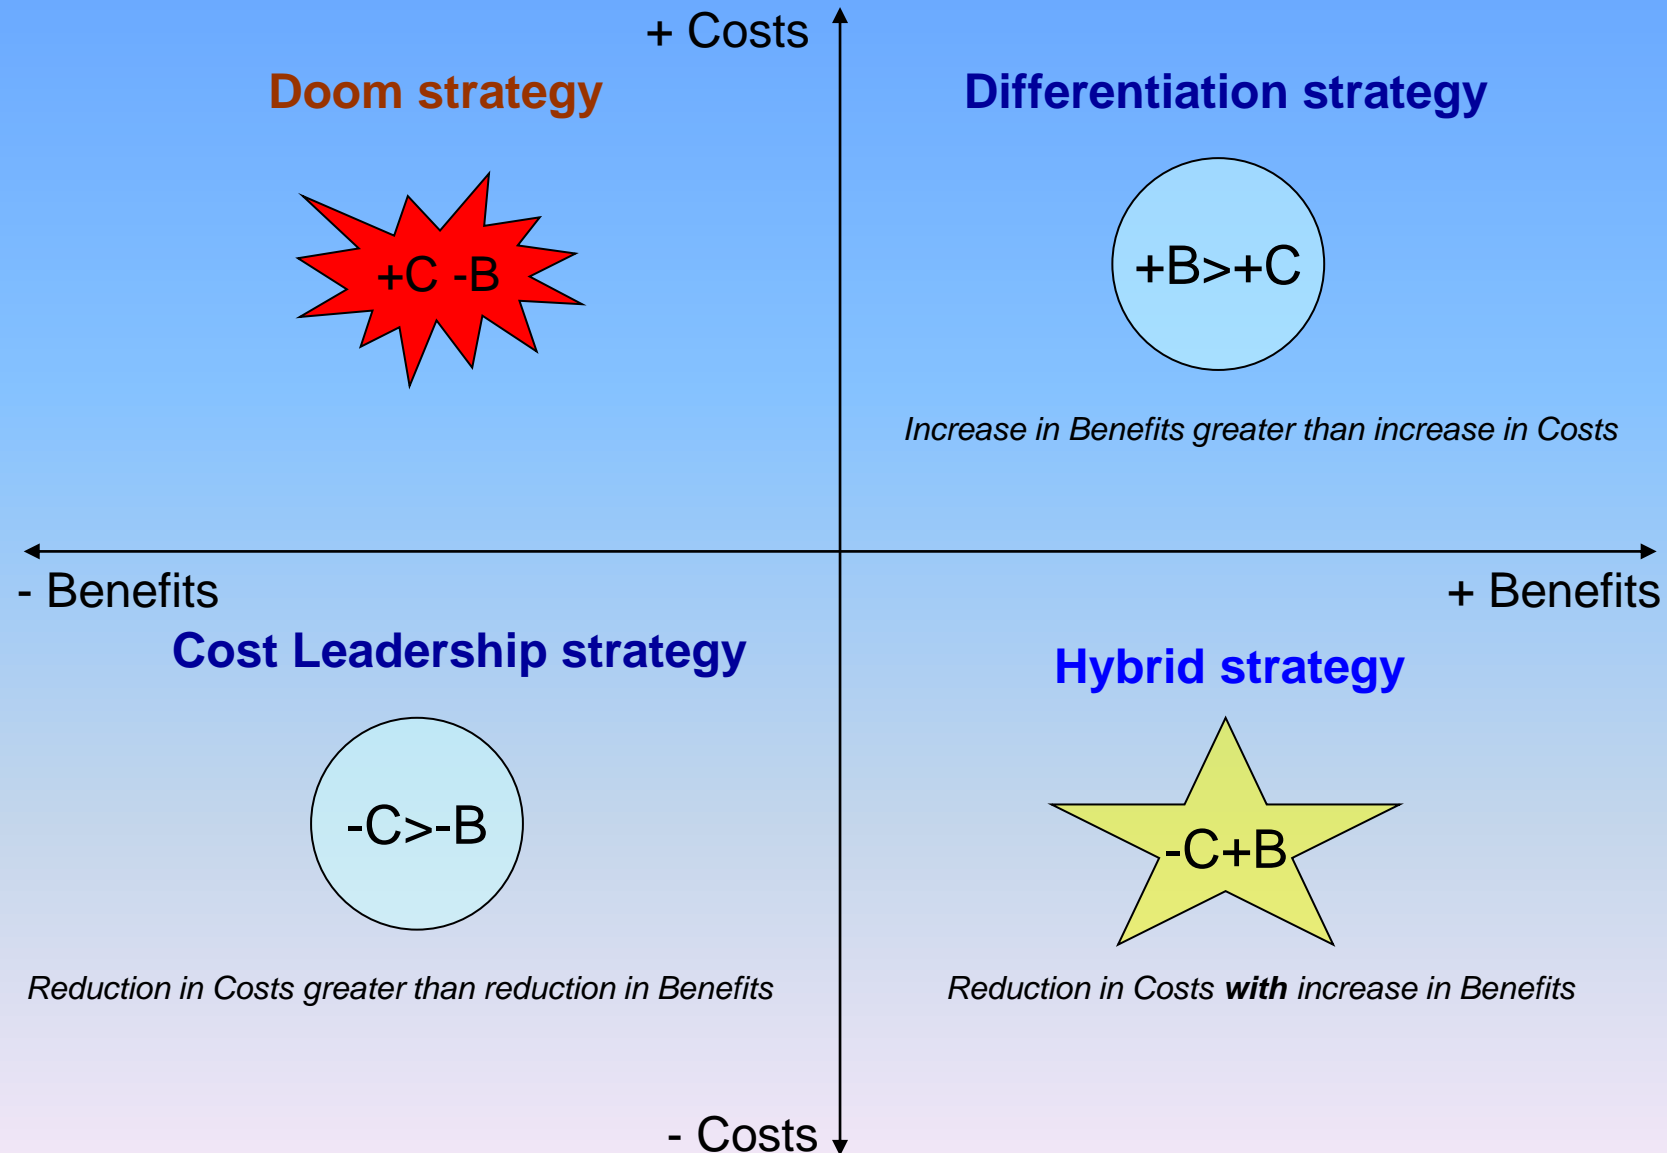 + Costs
Doom strategy
Differentiation strategy
+C -B
+B>+C
Increase in Benefits greater than increase in Costs
- Benefits
+ Benefits
Cost Leadership strategy
Hybrid strategy
-C>-B
-C+B
Reduction in Costs greater than reduction in Benefits
Reduction in Costs with increase in Benefits
- Costs